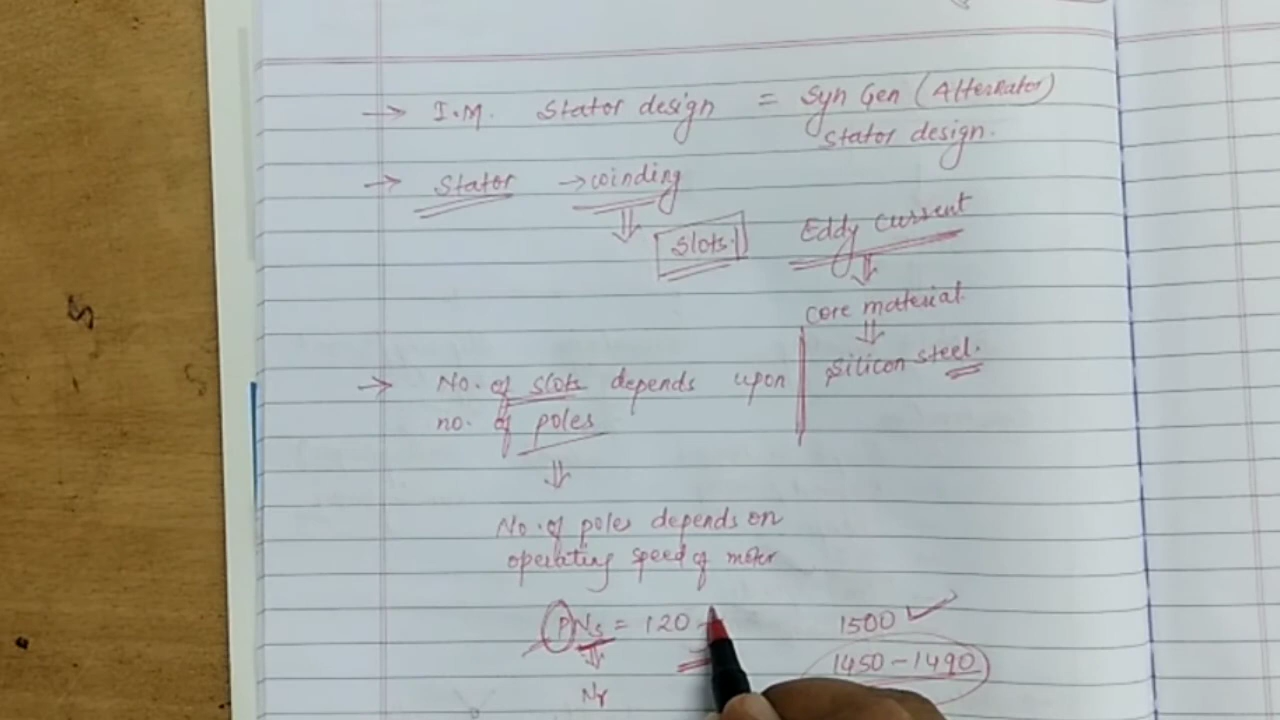 → I.M. Stator design = Syn Gen (Alternator)
Stator design.
→ Stator → winding
Slots. Eddy current
core material.
Silicon steel.
→ No. of slots depends upon
no. of poles
No. of poles depends on
operating speed of motor
PNs = 120
1500 ✓
1450 - 1490
Nr